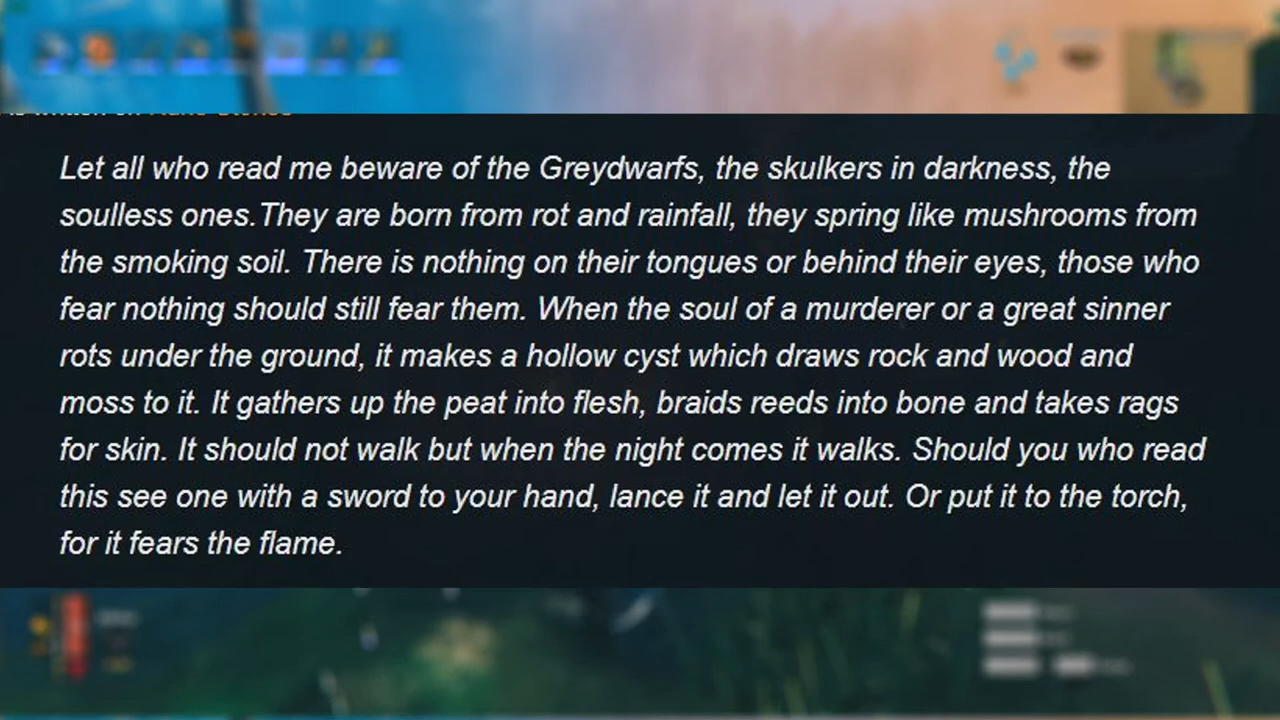 Let all who read me beware of the Greydwarfs, the skulkers in darkness, the
soulless ones.They are born from rot and rainfall, they spring like mushrooms from
the smoking soil. There is nothing on their tongues or behind their eyes, those who
fear nothing should still fear them. When the soul of a murderer or a great sinner
rots under the ground, it makes a hollow cyst which draws rock and wood and
moss to it. It gathers up the peat into flesh, braids reeds into bone and takes rags
for skin. It should not walk but when the night comes it walks. Should you who read
this see one with a sword to your hand, lance it and let it out. Or put it to the torch,
for it fears the flame.